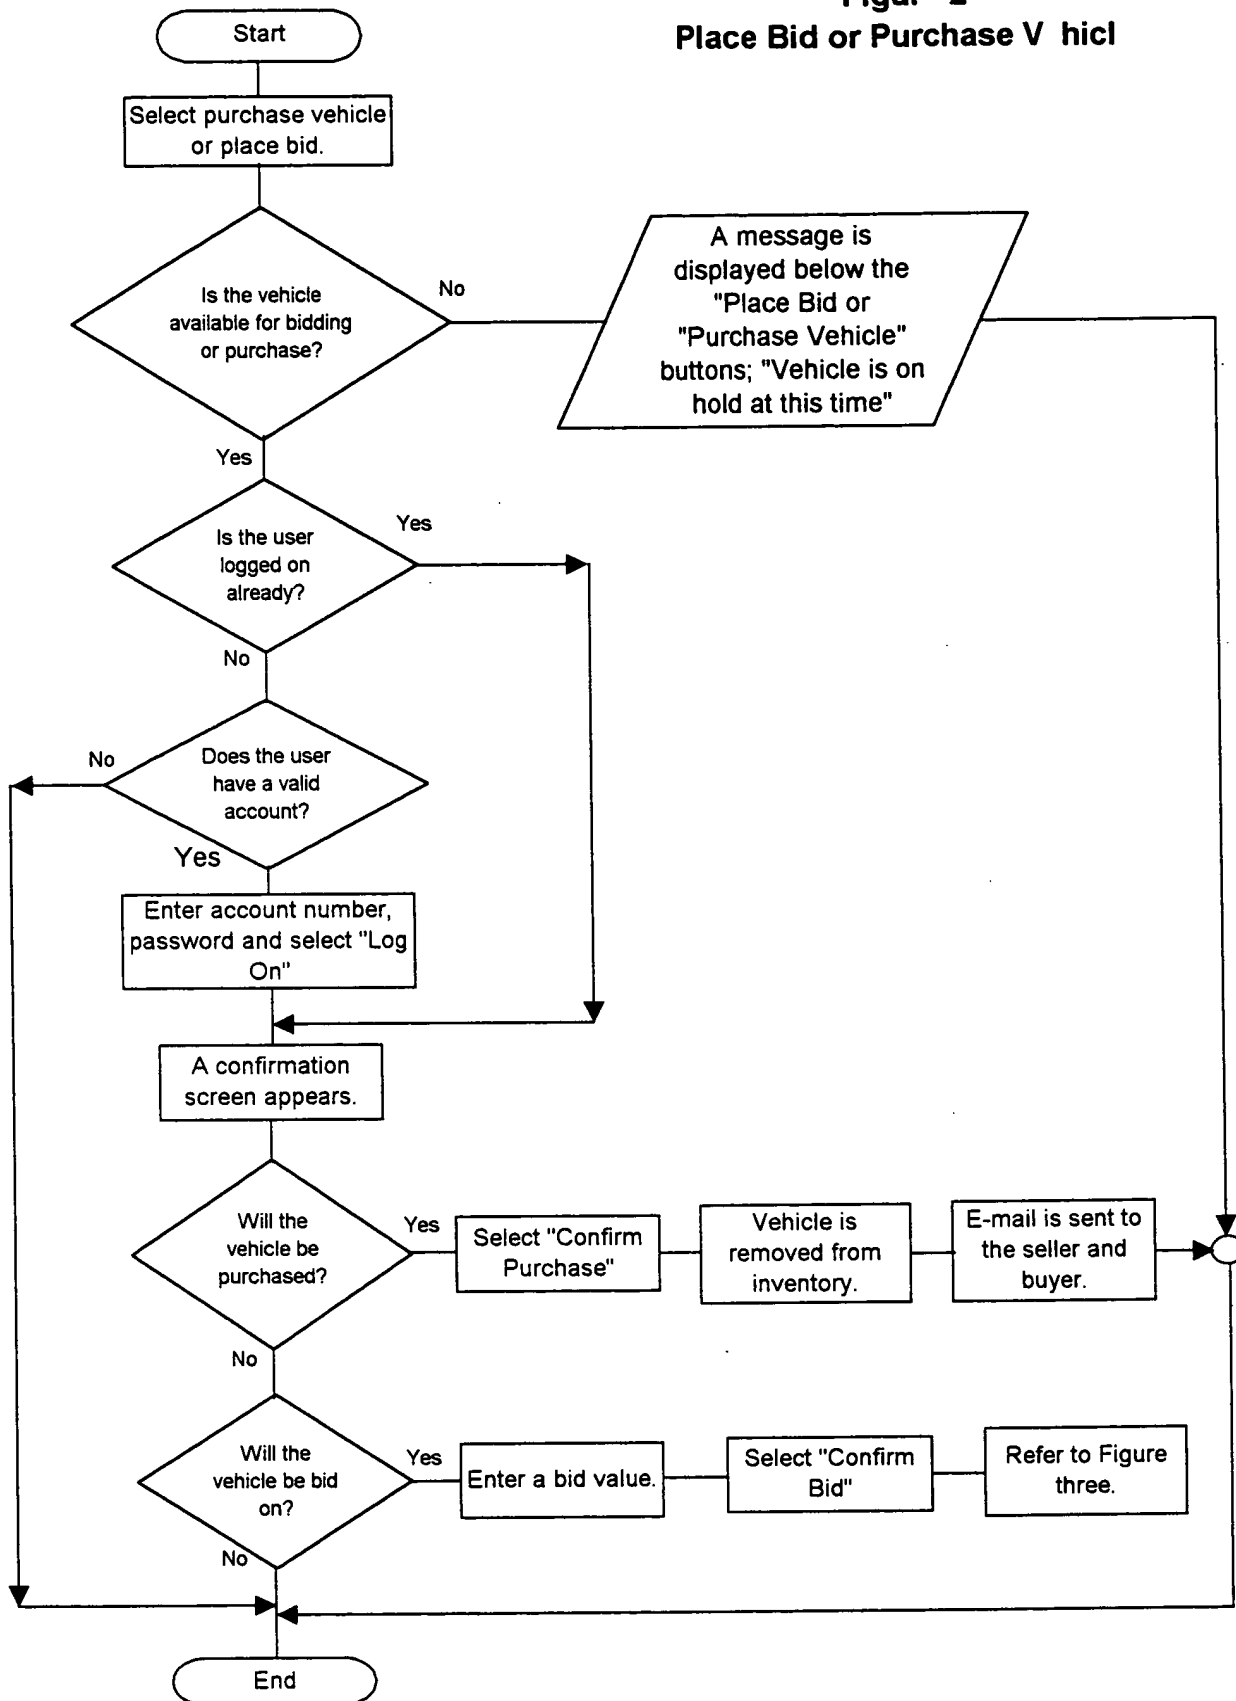 Start
Place Bid or Purchase V hicl
Select purchase vehicle
or place bid.
Is the vehicle
available for bidding
or purchase?
No
A message is
displayed below the
"Place Bid or
"Purchase Vehicle"
buttons; "Vehicle is on
hold at this time"
Yes
Is the user
logged on
already?
Yes
No
Does the user
have a valid
account?
No
Yes
Enter account number,
password and select "Log
On"
A confirmation
screen appears.
Will the
vehicle be
purchased?
Yes
Select "Confirm
Purchase"
Vehicle is
removed from
inventory.
E-mail is sent to
the seller and
buyer.
No
Will the
vehicle be bid
on?
Yes
Enter a bid value.
Select "Confirm
Bid"
Refer to Figure
three.
No
End